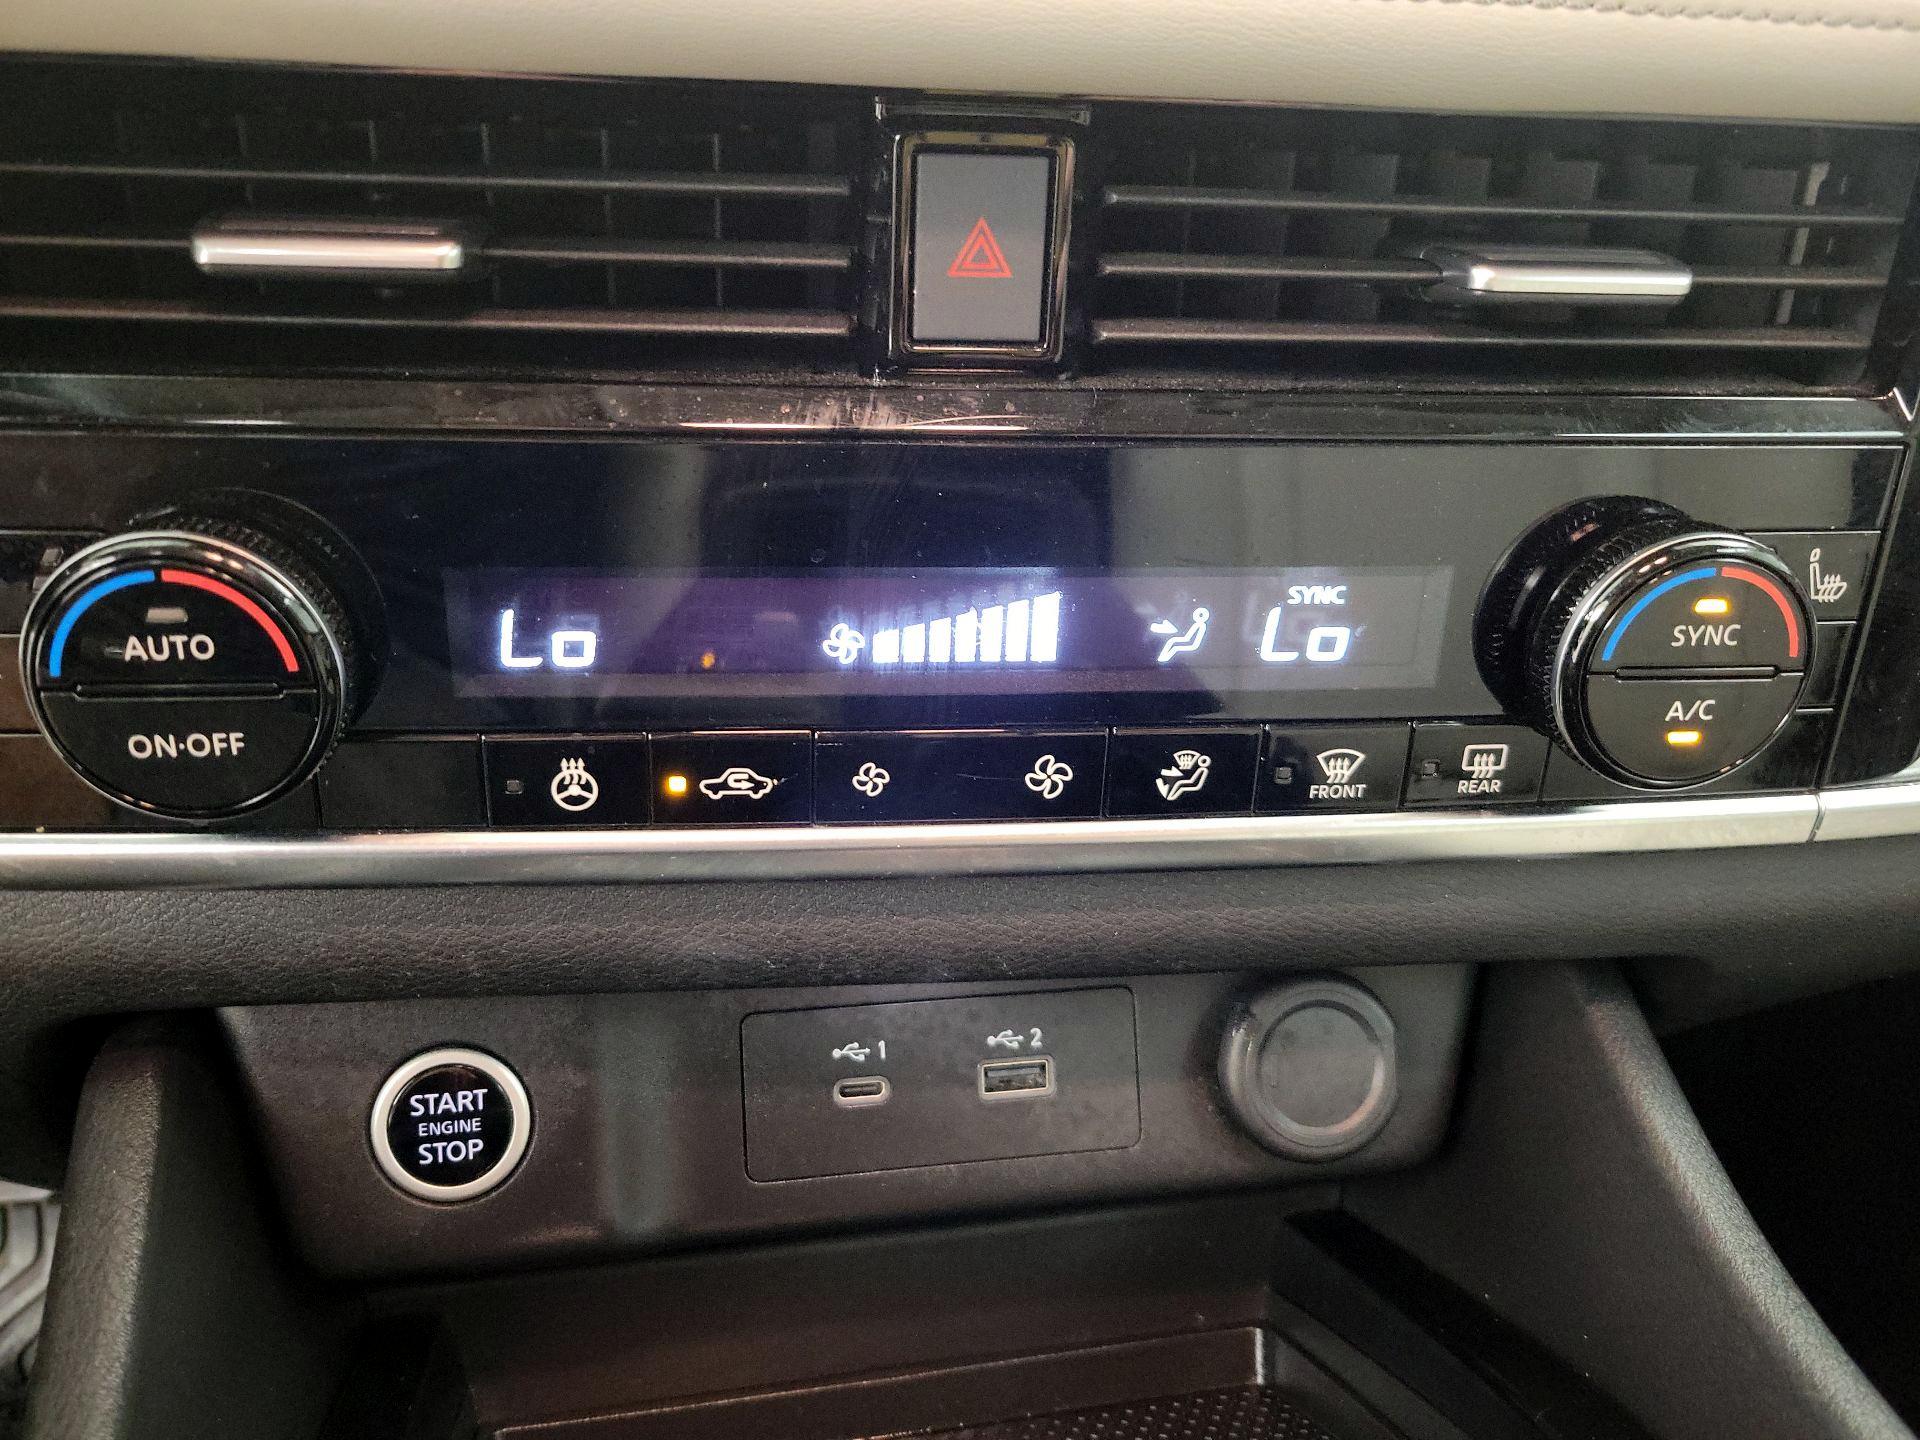 SYNC
Lo
Lo
AUTO
ON·OFF
SYNC
A/C
FRONT
REAR
1
2
START
ENGINE
STOP